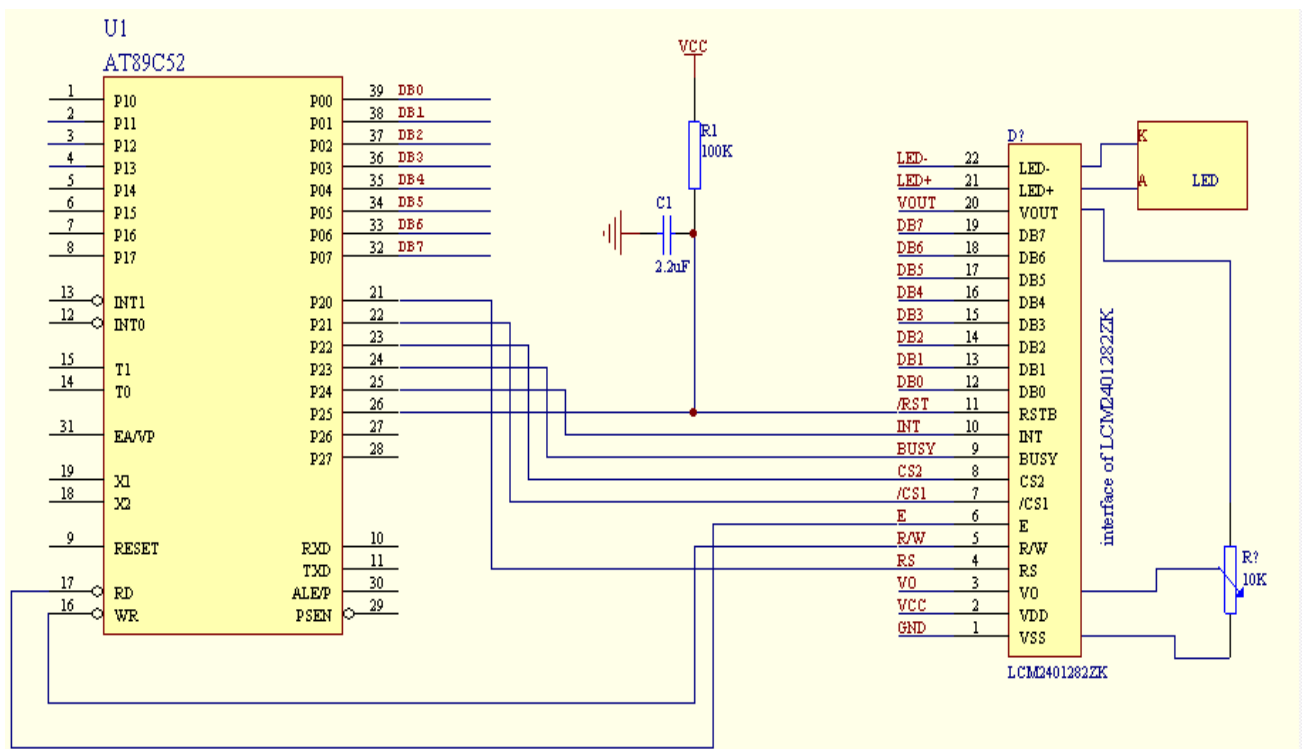 U1
AT89C52
1 P10 P00 39 DB0
2 P11 P01 38 DB1
3 P12 P02 37 DB2
4 P13 P03 36 DB3
5 P14 P04 35 DB4
6 P15 P05 34 DB5
7 P16 P06 33 DB6
8 P17 P07 32 DB7
13 INT1 P20 21
12 INT0 P21 22
P22 23
15 T1 P23 24
14 T0 P24 25
P25 26
31 EA/VP P26 27
P27 28
19 X1
18 X2
9 RESET RXD 10
TXD 11
17 RD ALE/P 30
16 WR PSEN 29
VCC
R1
100K
C1
2.2uF
D?
LED- 22 LED-
LED+ 21 LED+
VOUT 20 VOUT
DB7 19 DB7
DB6 18 DB6
DB5 17 DB5
DB4 16 DB4
DB3 15 DB3
DB2 14 DB2
DB1 13 DB1
DB0 12 DB0
/RST 11 RSTB
INT 10 INT
BUSY 9 BUSY
CS2 8 CS2
/CS1 7 /CS1
E 6 E
R/W 5 R/W
RS 4 RS
VO 3 VO
VCC 2 VDD
GND 1 VSS
LCM2401282ZK
interface of LCM2401282ZK
K
A LED
R?
10K